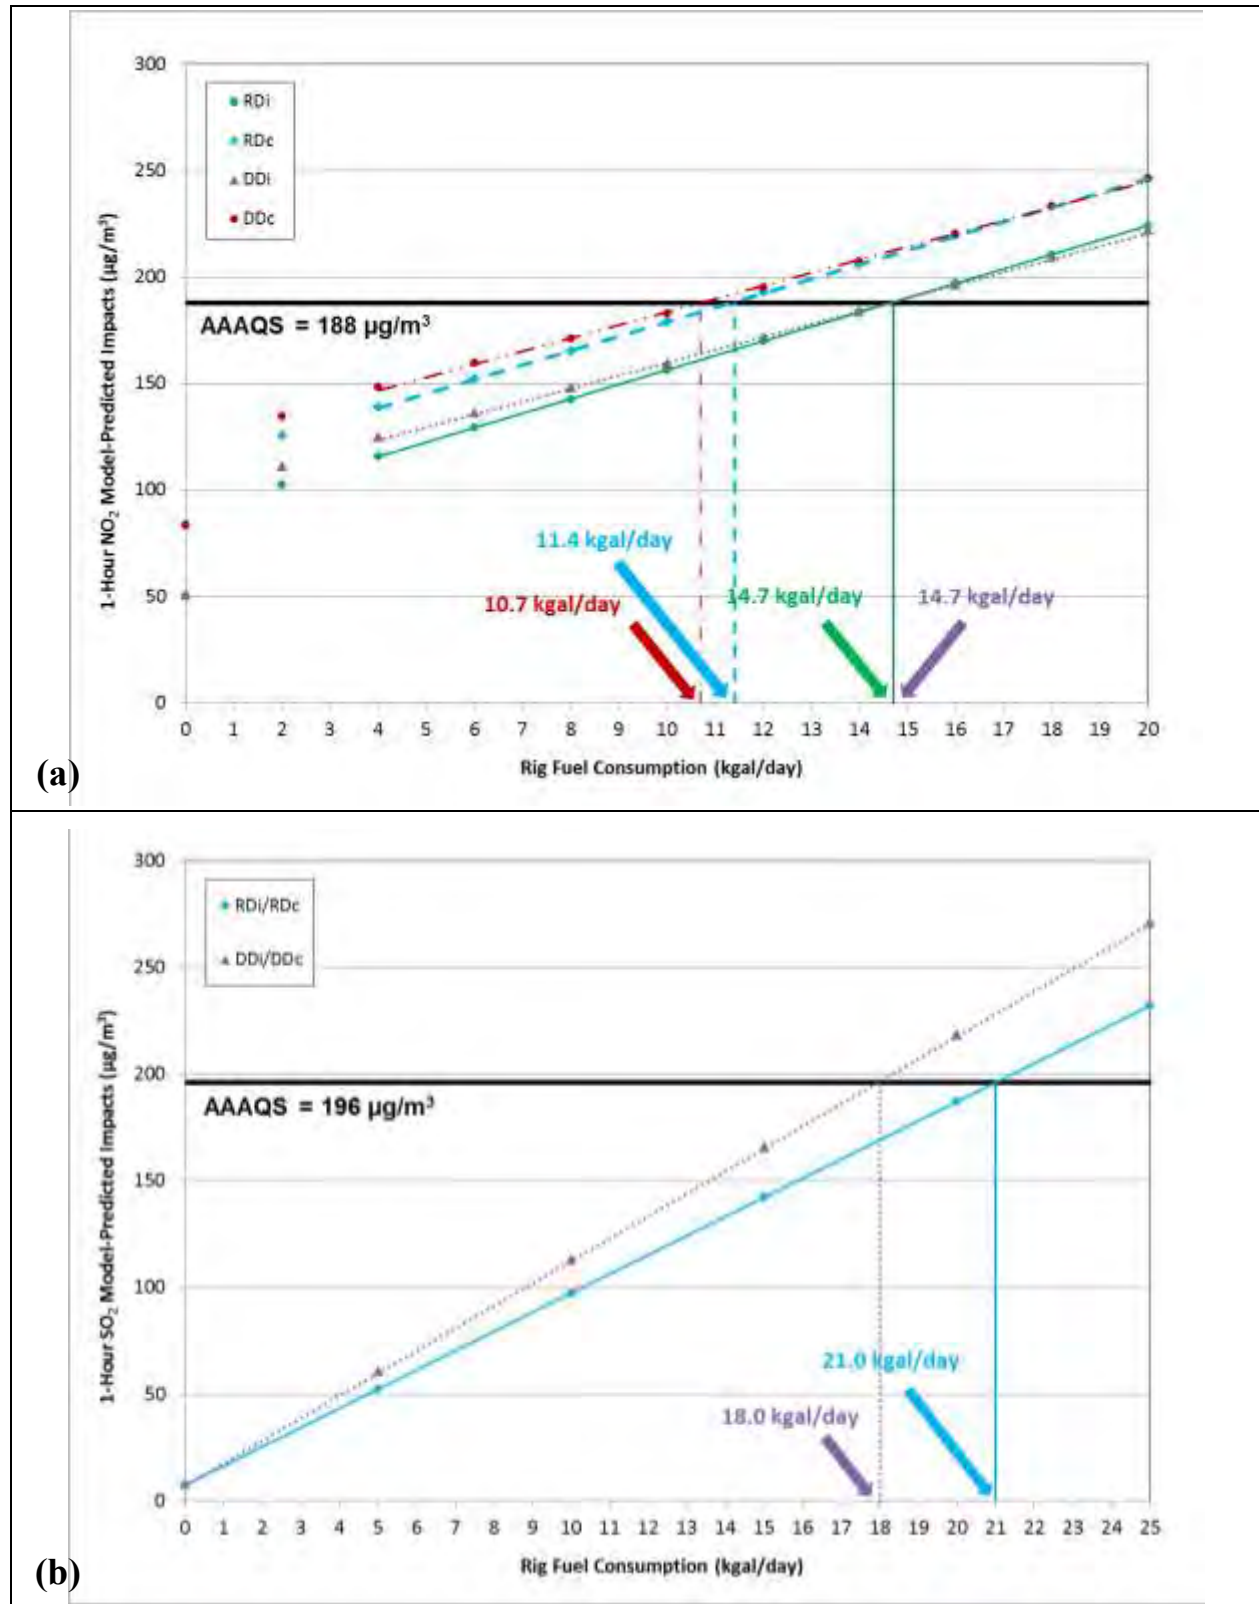 300
250
200
150
100
50
0
1-Hour NO₂ Model-Predicted Impacts (µg/m³)
RDi
RDc
DDi
DDc
AAAQS = 188 µg/m³
11.4 kgal/day
10.7 kgal/day
14.7 kgal/day
14.7 kgal/day
0 1 2 3 4 5 6 7 8 9 10 11 12 13 14 15 16 17 18 19 20
Rig Fuel Consumption (kgal/day)
(a)
300
250
200
150
100
50
0
1-Hour SO₂ Model-Predicted Impacts (µg/m³)
RDi/RDc
DDi/DDc
AAAQS = 196 µg/m³
21.0 kgal/day
18.0 kgal/day
0 1 2 3 4 5 6 7 8 9 10 11 12 13 14 15 16 17 18 19 20 21 22 23 24 25
Rig Fuel Consumption (kgal/day)
(b)